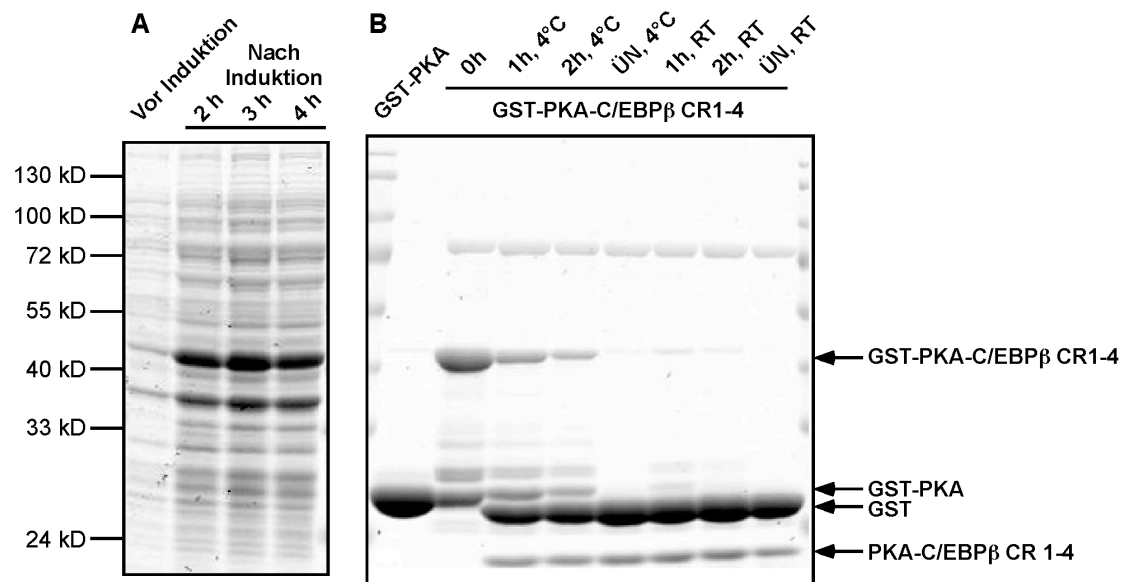 A
Vor Induktion
Nach
Induktion
2 h
3 h
4 h
130 kD
100 kD
72 kD
55 kD
40 kD
33 kD
24 kD
B
GST-PKA
0h
1h, 4°C
2h, 4°C
ÜN, 4°C
1h, RT
2h, RT
ÜN, RT
GST-PKA-C/EBPβ CR1-4
GST-PKA-C/EBPβ CR1-4
GST-PKA
GST
PKA-C/EBPβ CR 1-4